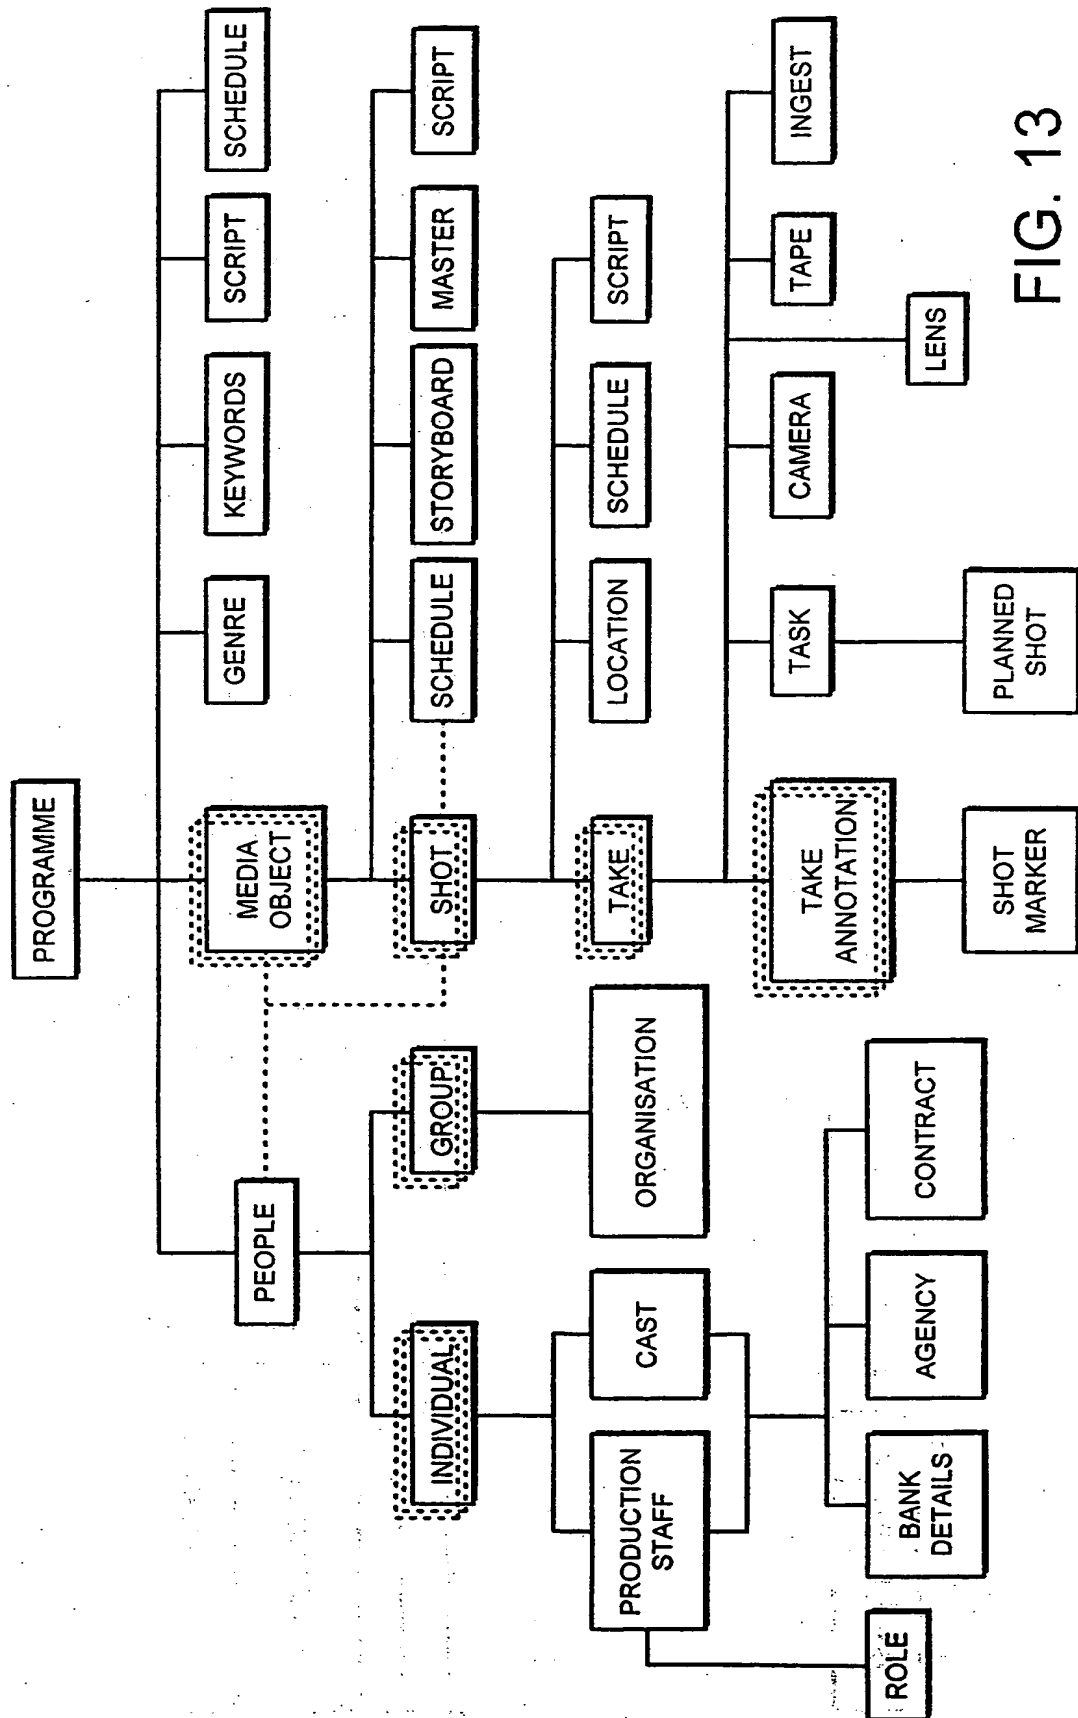 PROGRAMME
PEOPLE
MEDIA
OBJECT
GENRE
KEYWORDS
SCRIPT
SCHEDULE
INDIVIDUAL
GROUP
SHOT
SCHEDULE
STORYBOARD
MASTER
SCRIPT
PRODUCTION
STAFF
CAST
ORGANISATION
TAKE
LOCATION
SCHEDULE
SCRIPT
ROLE
BANK
DETAILS
AGENCY
CONTRACT
TAKE
ANNOTATION
TASK
CAMERA
LENS
TAPE
INGEST
SHOT
MARKER
PLANNED
SHOT
FIG. 13